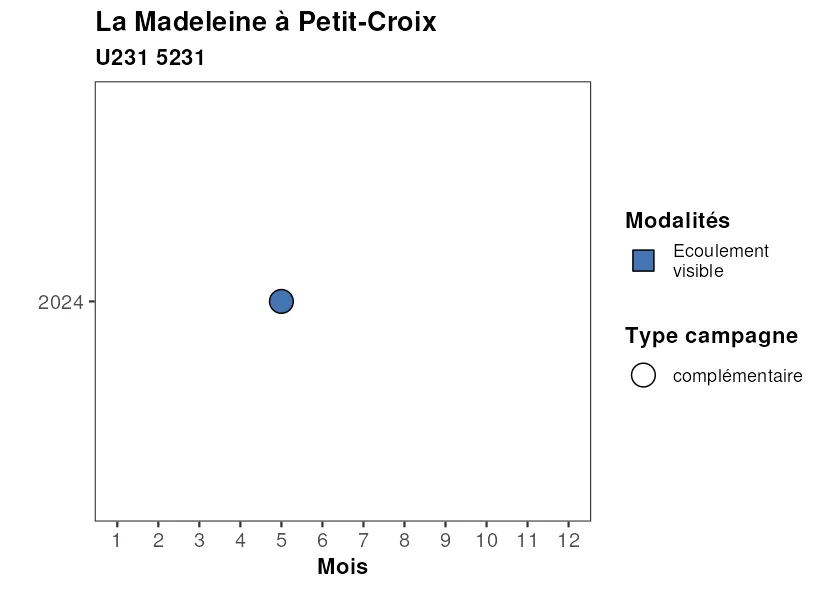 La Madeleine à Petit-Croix
U231 5231
Modalités
Ecoulement
visible
2024
Type campagne
complémentaire
1 2 3 4 5 6 7 8 9 10 11 12
Mois